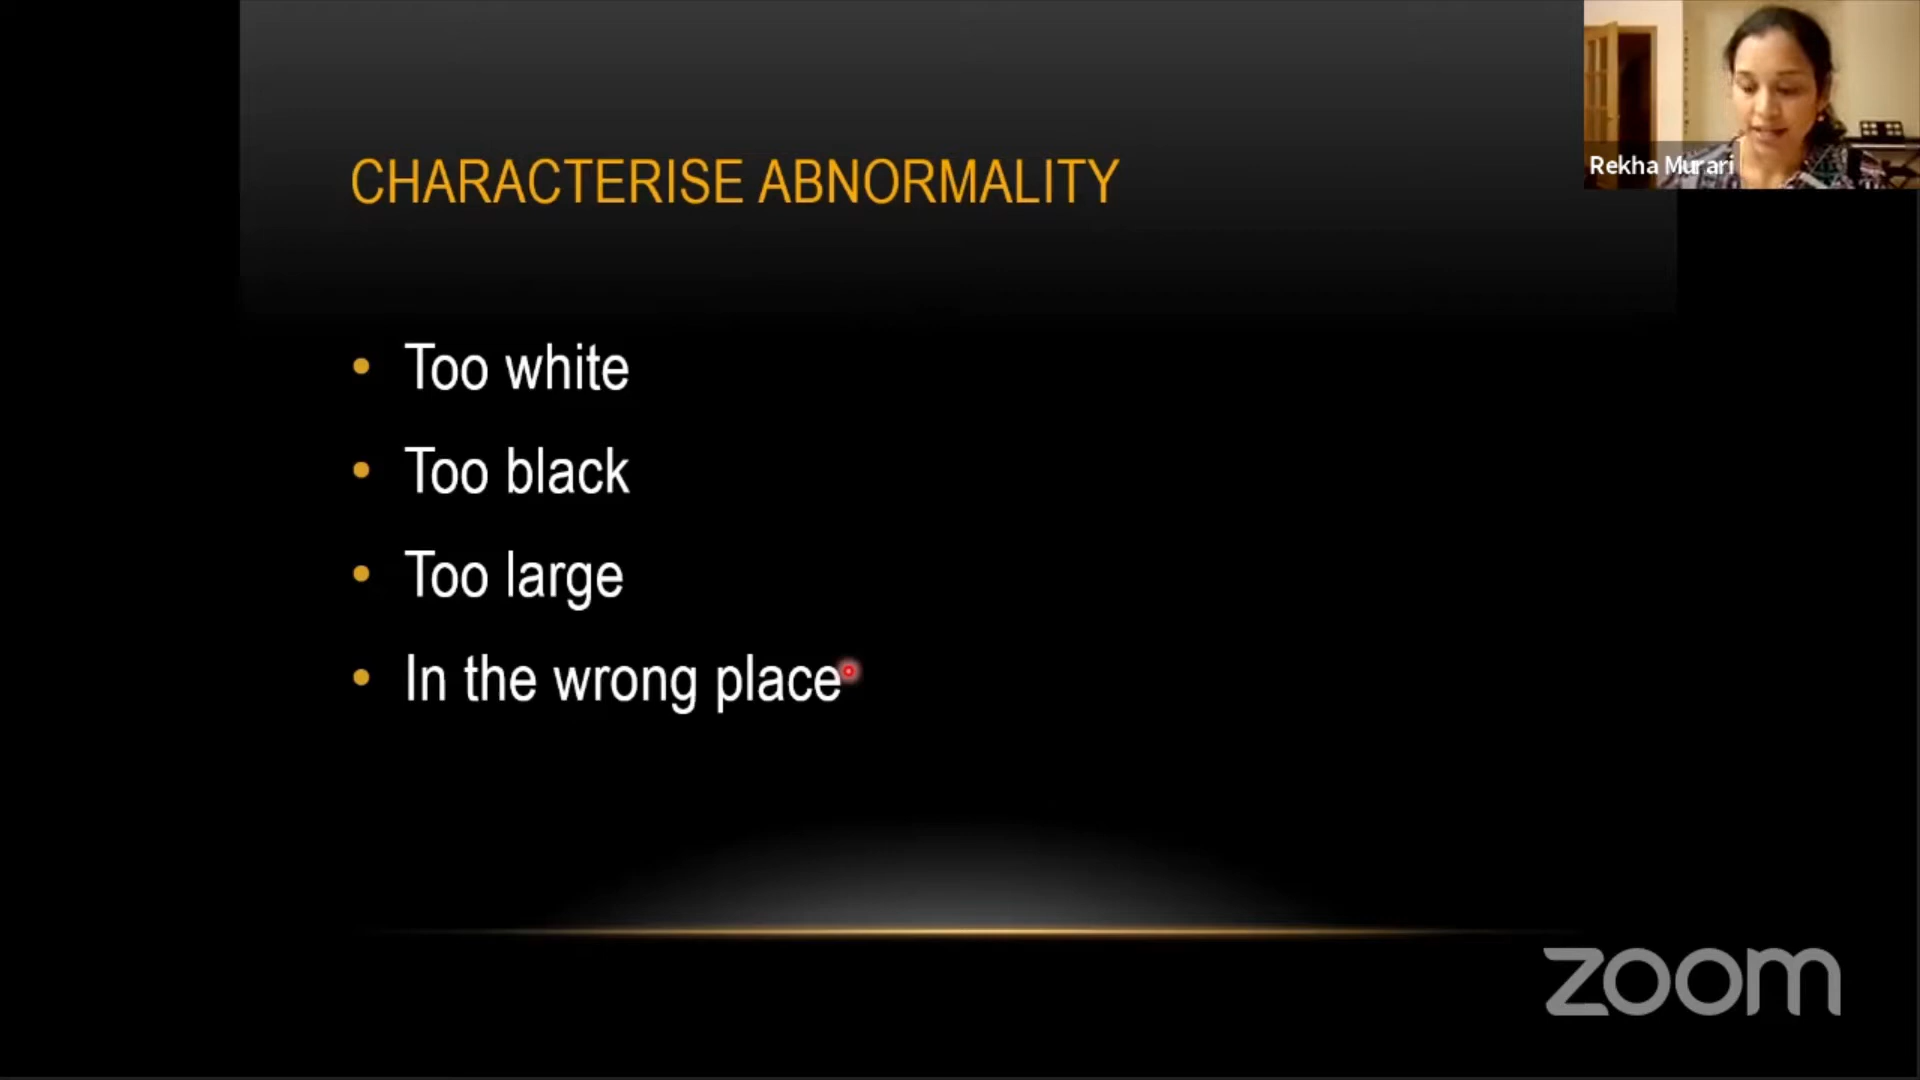 Rekha Murari
CHARACTERISE ABNORMALITY
• Too white
• Too black
• Too large
• In the wrong place
zoom